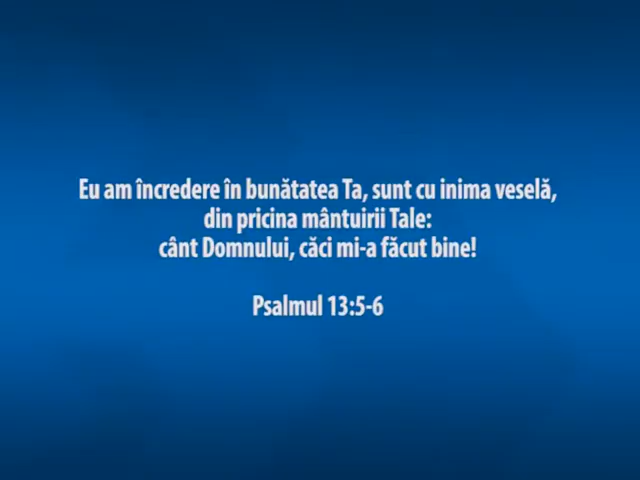 Eu am încredere în bunătatea Ta, sunt cu inima veselă,
din pricina mântuirii Tale:
cânt Domnului, căci mi-a făcut bine!
Psalmul 13:5-6